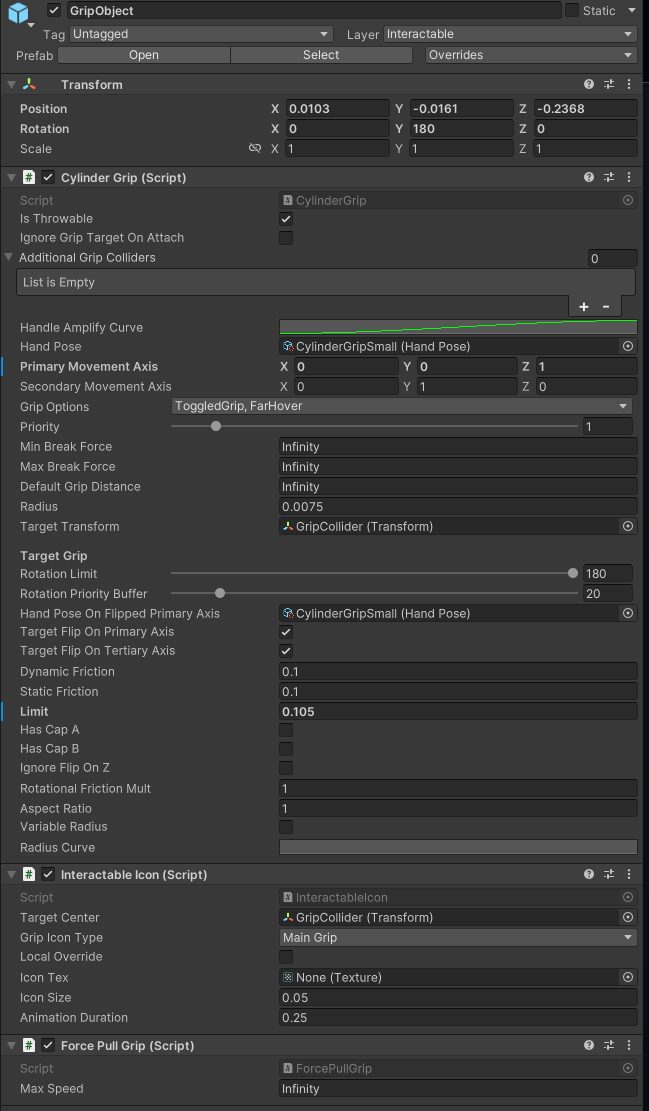 GripObject Static
Tag Untagged Layer Interactable
Prefab Open Select Overrides
Transform
Position X 0.0103 Y -0.0161 Z -0.2368
Rotation X 0 Y 180 Z 0
Scale X 1 Y 1 Z 1
# Cylinder Grip (Script)
Script # CylinderGrip
Is Throwable
Ignore Grip Target On Attach
Additional Grip Colliders 0
List is Empty
+ -
Handle Amplify Curve
Hand Pose CylinderGripSmall (Hand Pose)
Primary Movement Axis X 0 Y 0 Z 1
Secondary Movement Axis X 0 Y 1 Z 0
Grip Options ToggledGrip, FarHover
Priority 1
Min Break Force Infinity
Max Break Force Infinity
Default Grip Distance Infinity
Radius 0.0075
Target Transform GripCollider (Transform)
Target Grip
Rotation Limit 180
Rotation Priority Buffer 20
Hand Pose On Flipped Primary Axis CylinderGripSmall (Hand Pose)
Target Flip On Primary Axis
Target Flip On Tertiary Axis
Dynamic Friction 0.1
Static Friction 0.1
Limit 0.105
Has Cap A
Has Cap B
Ignore Flip On Z
Rotational Friction Mult 1
Aspect Ratio 1
Variable Radius
Radius Curve
# Interactable Icon (Script)
Script # InteractableIcon
Target Center GripCollider (Transform)
Grip Icon Type Main Grip
Local Override
Icon Tex None (Texture)
Icon Size 0.05
Animation Duration 0.25
# Force Pull Grip (Script)
Script # ForcePullGrip
Max Speed Infinity